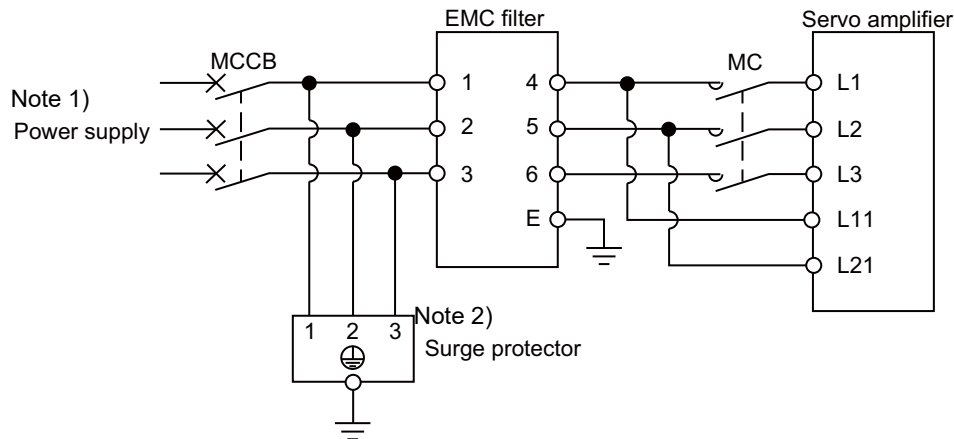 EMC filter
Servo amplifier
MCCB
MC
Note 1)
Power supply
1 4 L1
2 5 L2
3 6 L3
E L11
L21
Note 2)
1 2 3
Surge protector